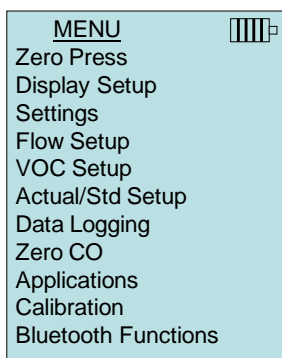 MENU
Zero Press
Display Setup
Settings
Flow Setup
VOC Setup
Actual/Std Setup
Data Logging
Zero CO
Applications
Calibration
Bluetooth Functions